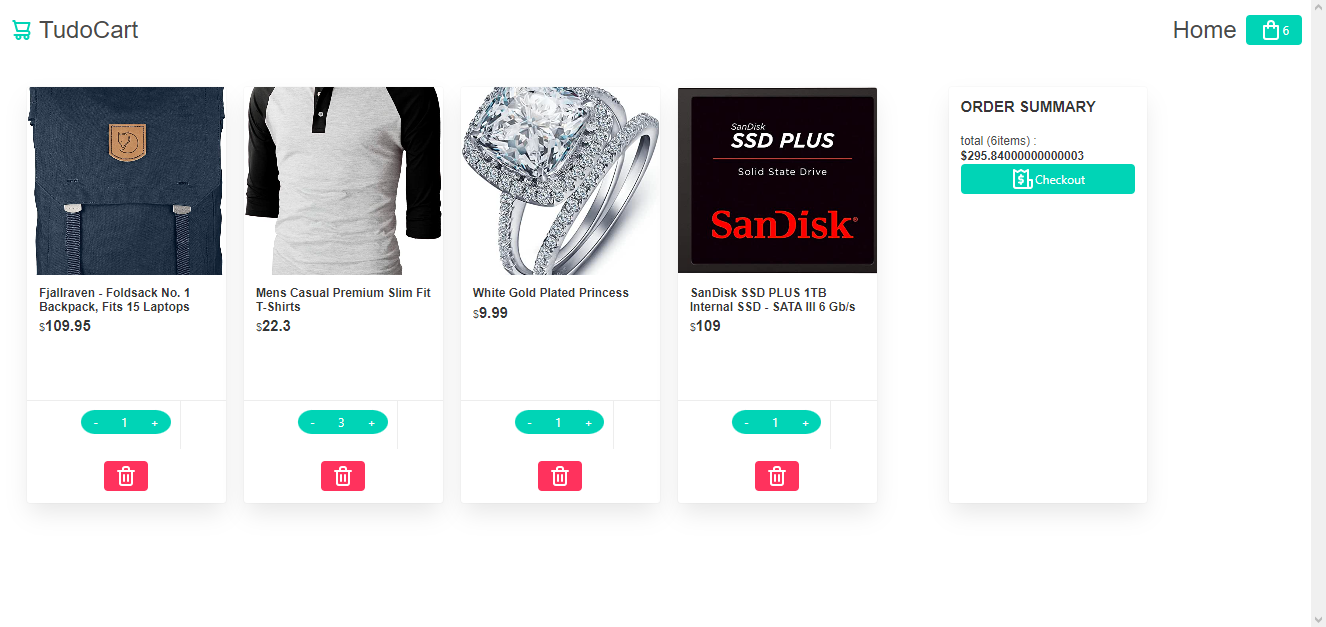 TudoCart
Home
6
SanDisk
SSD PLUS
Solid State Drive
SanDisk®
Fjallraven - Foldsack No. 1
Backpack, Fits 15 Laptops
$109.95
- 1 +
Mens Casual Premium Slim Fit
T-Shirts
$22.3
- 3 +
White Gold Plated Princess
$9.99
- 1 +
SanDisk SSD PLUS 1TB
Internal SSD - SATA III 6 Gb/s
$109
- 1 +
ORDER SUMMARY
total (6items) :
$295.84000000000003
Checkout